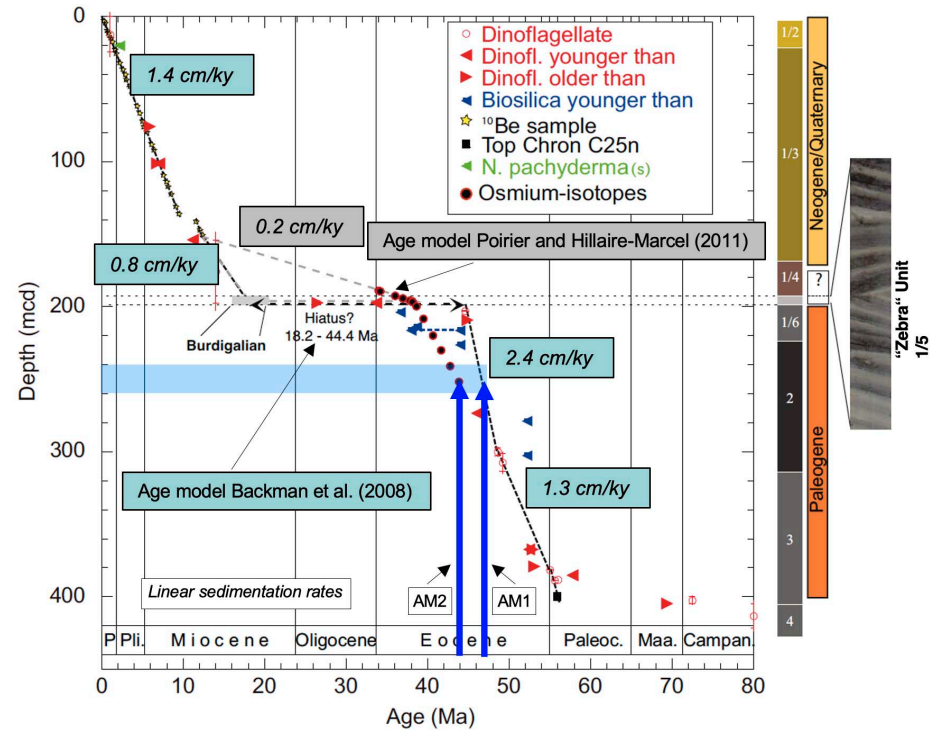 Dinoflagellate
Dinofl. younger than
Dinofl. older than
Biosilica younger than
¹⁰Be sample
Top Chron C25n
N. pachyderma(s)
Osmium-isotopes
1.4 cm/ky
0.2 cm/ky
Age model Poirier and Hillaire-Marcel (2011)
0.8 cm/ky
Burdigalian
Hiatus?
18.2 - 44.4 Ma
2.4 cm/ky
Age model Backman et al. (2008)
1.3 cm/ky
Linear sedimentation rates
AM2
AM1
0
100
200
300
400
Depth (mcd)
P Pli. Miocene Oligocene Eocene Paleoc. Maa. Campan.
0 10 20 30 40 50 60 70 80
Age (Ma)
1/2
1/3
1/4
1/6
2
3
4
Neogene/Quaternary
?
Paleogene
"Zebra" Unit
1/5